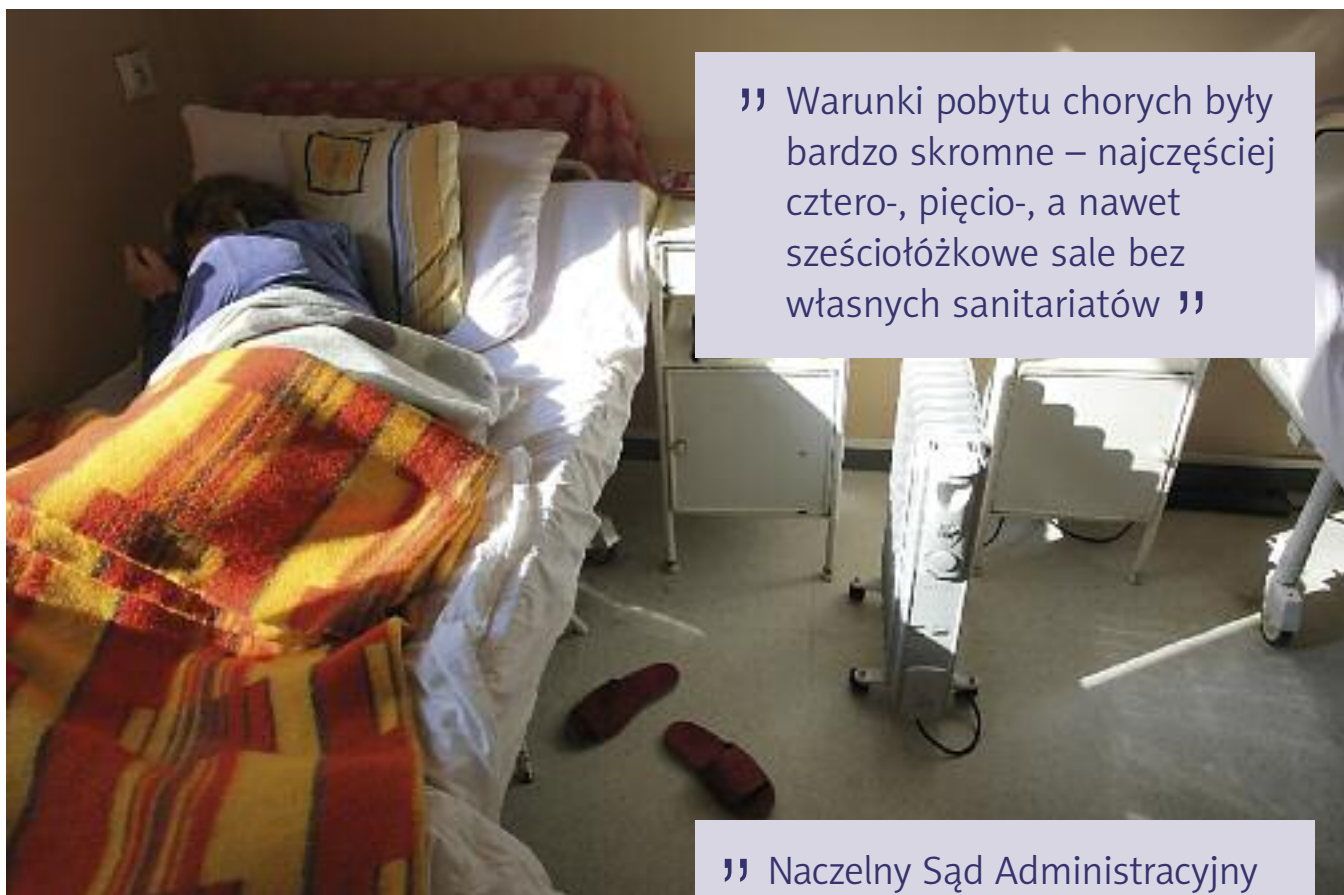 ” Warunki pobytu chorych były
bardzo skromne – najczęściej
cztero-, pięcio-, a nawet
sześciołóżkowe sale bez
własnych sanitariatów ”
” Naczelny Sąd Administracyjny